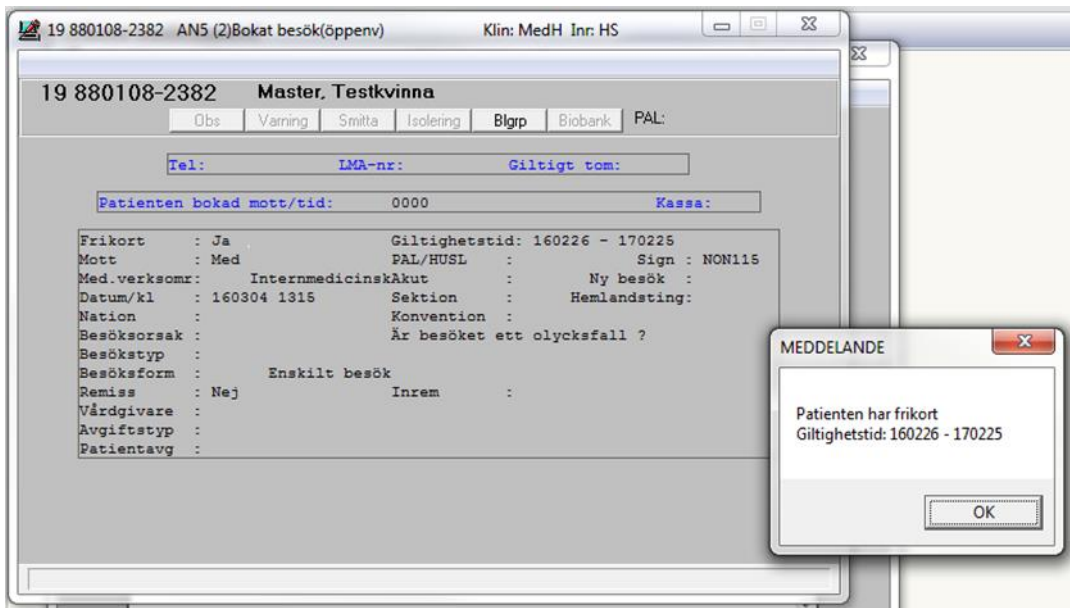 19 880108-2382 AN5 (2)Bokat besök(öppenv) Klin: MedH Inr: HS
19 880108-2382 Master, Testkvinna
Obs Varning Smitta Isolering Blgrp Biobank PAL:
Tel: LMA-nr: Giltigt tom:
Patienten bokad mott/tid: 0000 Kassa:
Frikort : Ja Giltighetstid: 160226 - 170225
Mott : Med PAL/HUSL : Sign : NON115
Med.verksomr: InternmedicinskAkut : Ny besök :
Datum/kl : 160304 1315 Sektion : Hemlandsting:
Nation : Konvention :
Besöksorsak : Är besöket ett olycksfall ?
Besökstyp :
Besöksform : Enskilt besök
Remiss : Nej Inrem :
Vårdgivare :
Avgiftstyp :
Patientavg :
MEDDELANDE
Patienten har frikort
Giltighetstid: 160226 - 170225
OK